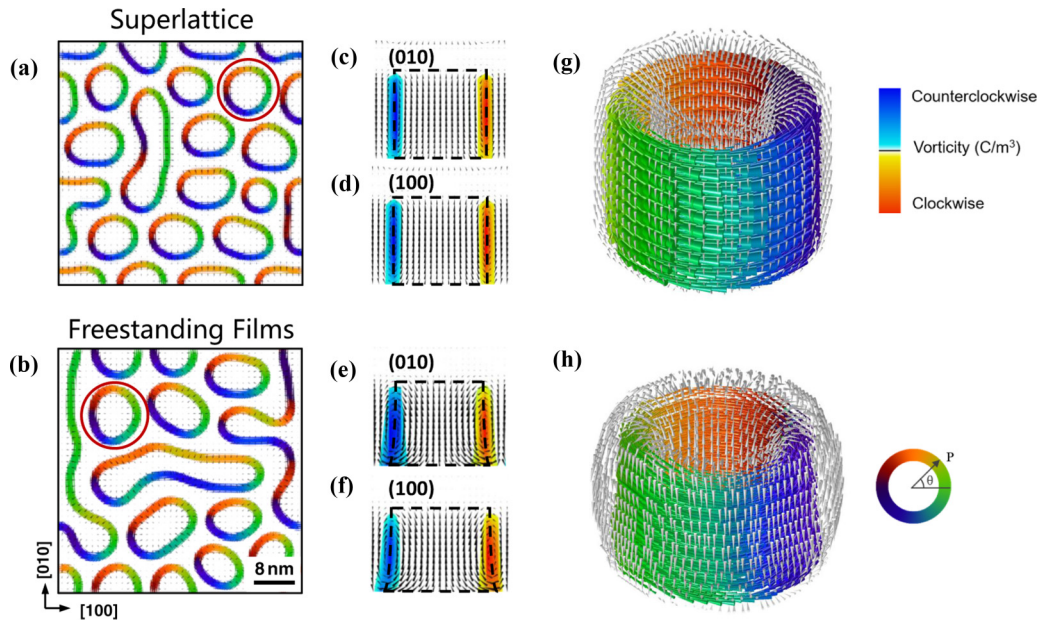 Superlattice
(a)
(c)
(010)
(d)
(100)
(g)
Counterclockwise
Vorticity (C/m³)
Clockwise
Freestanding Films
(b)
(e)
(010)
(f)
(100)
(h)
P
θ
8 nm
[010]
[100]